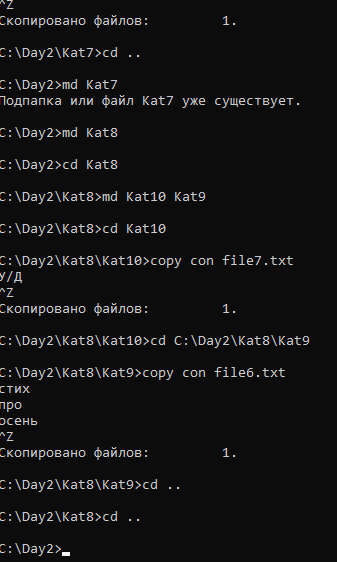 ^Z
Скопировано файлов:         1.
C:\Day2\Kat7>cd ..
C:\Day2>md Kat7
Подпапка или файл Kat7 уже существует.
C:\Day2>md Kat8
C:\Day2>cd Kat8
C:\Day2\Kat8>md Kat10 Kat9
C:\Day2\Kat8>cd Kat10
C:\Day2\Kat8\Kat10>copy con file7.txt
У/Д
^Z
Скопировано файлов:         1.
C:\Day2\Kat8\Kat10>cd C:\Day2\Kat8\Kat9
C:\Day2\Kat8\Kat9>copy con file6.txt
стих
про
осень
^Z
Скопировано файлов:         1.
C:\Day2\Kat8\Kat9>cd ..
C:\Day2\Kat8>cd ..
C:\Day2>